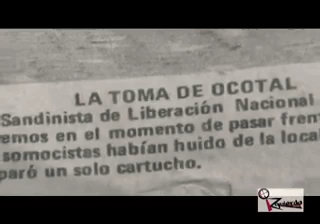 LA TOMA DE OCOTAL
Sandinista de Liberación Nacional
emos en el momento de pasar fren
somocistas habían huido de la loca
paró un solo cartucho.